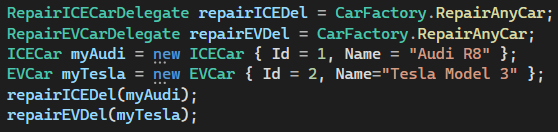 RepairICECarDelegate repairICEDel = CarFactory.RepairAnyCar;
RepairEVCarDelegate repairEVDel = CarFactory.RepairAnyCar;
ICECar myAudi = new ICECar { Id = 1, Name = "Audi R8" };
EVCar myTesla = new EVCar { Id = 2, Name="Tesla Model 3" };
repairICEDel(myAudi);
repairEVDel(myTesla);